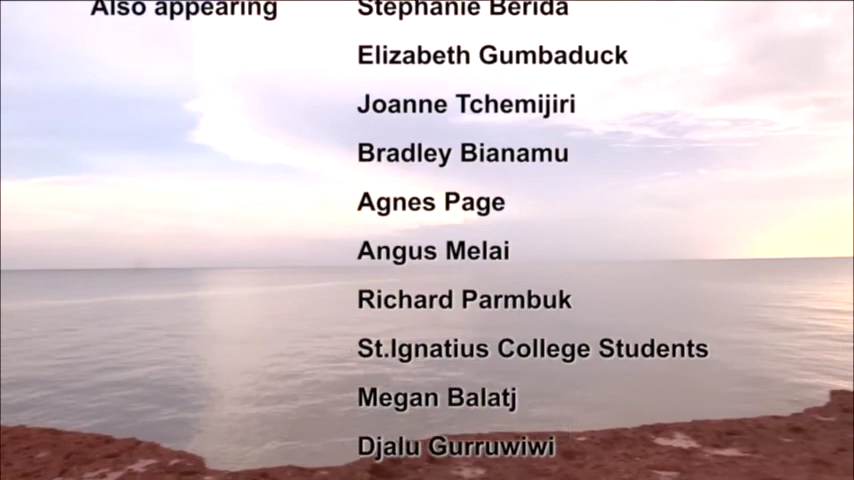 Also appearing Stephanie Berida
Elizabeth Gumbaduck
Joanne Tchemijiri
Bradley Bianamu
Agnes Page
Angus Melai
Richard Parmbuk
St.Ignatius College Students
Megan Balatj
Djalu Gurruwiwi